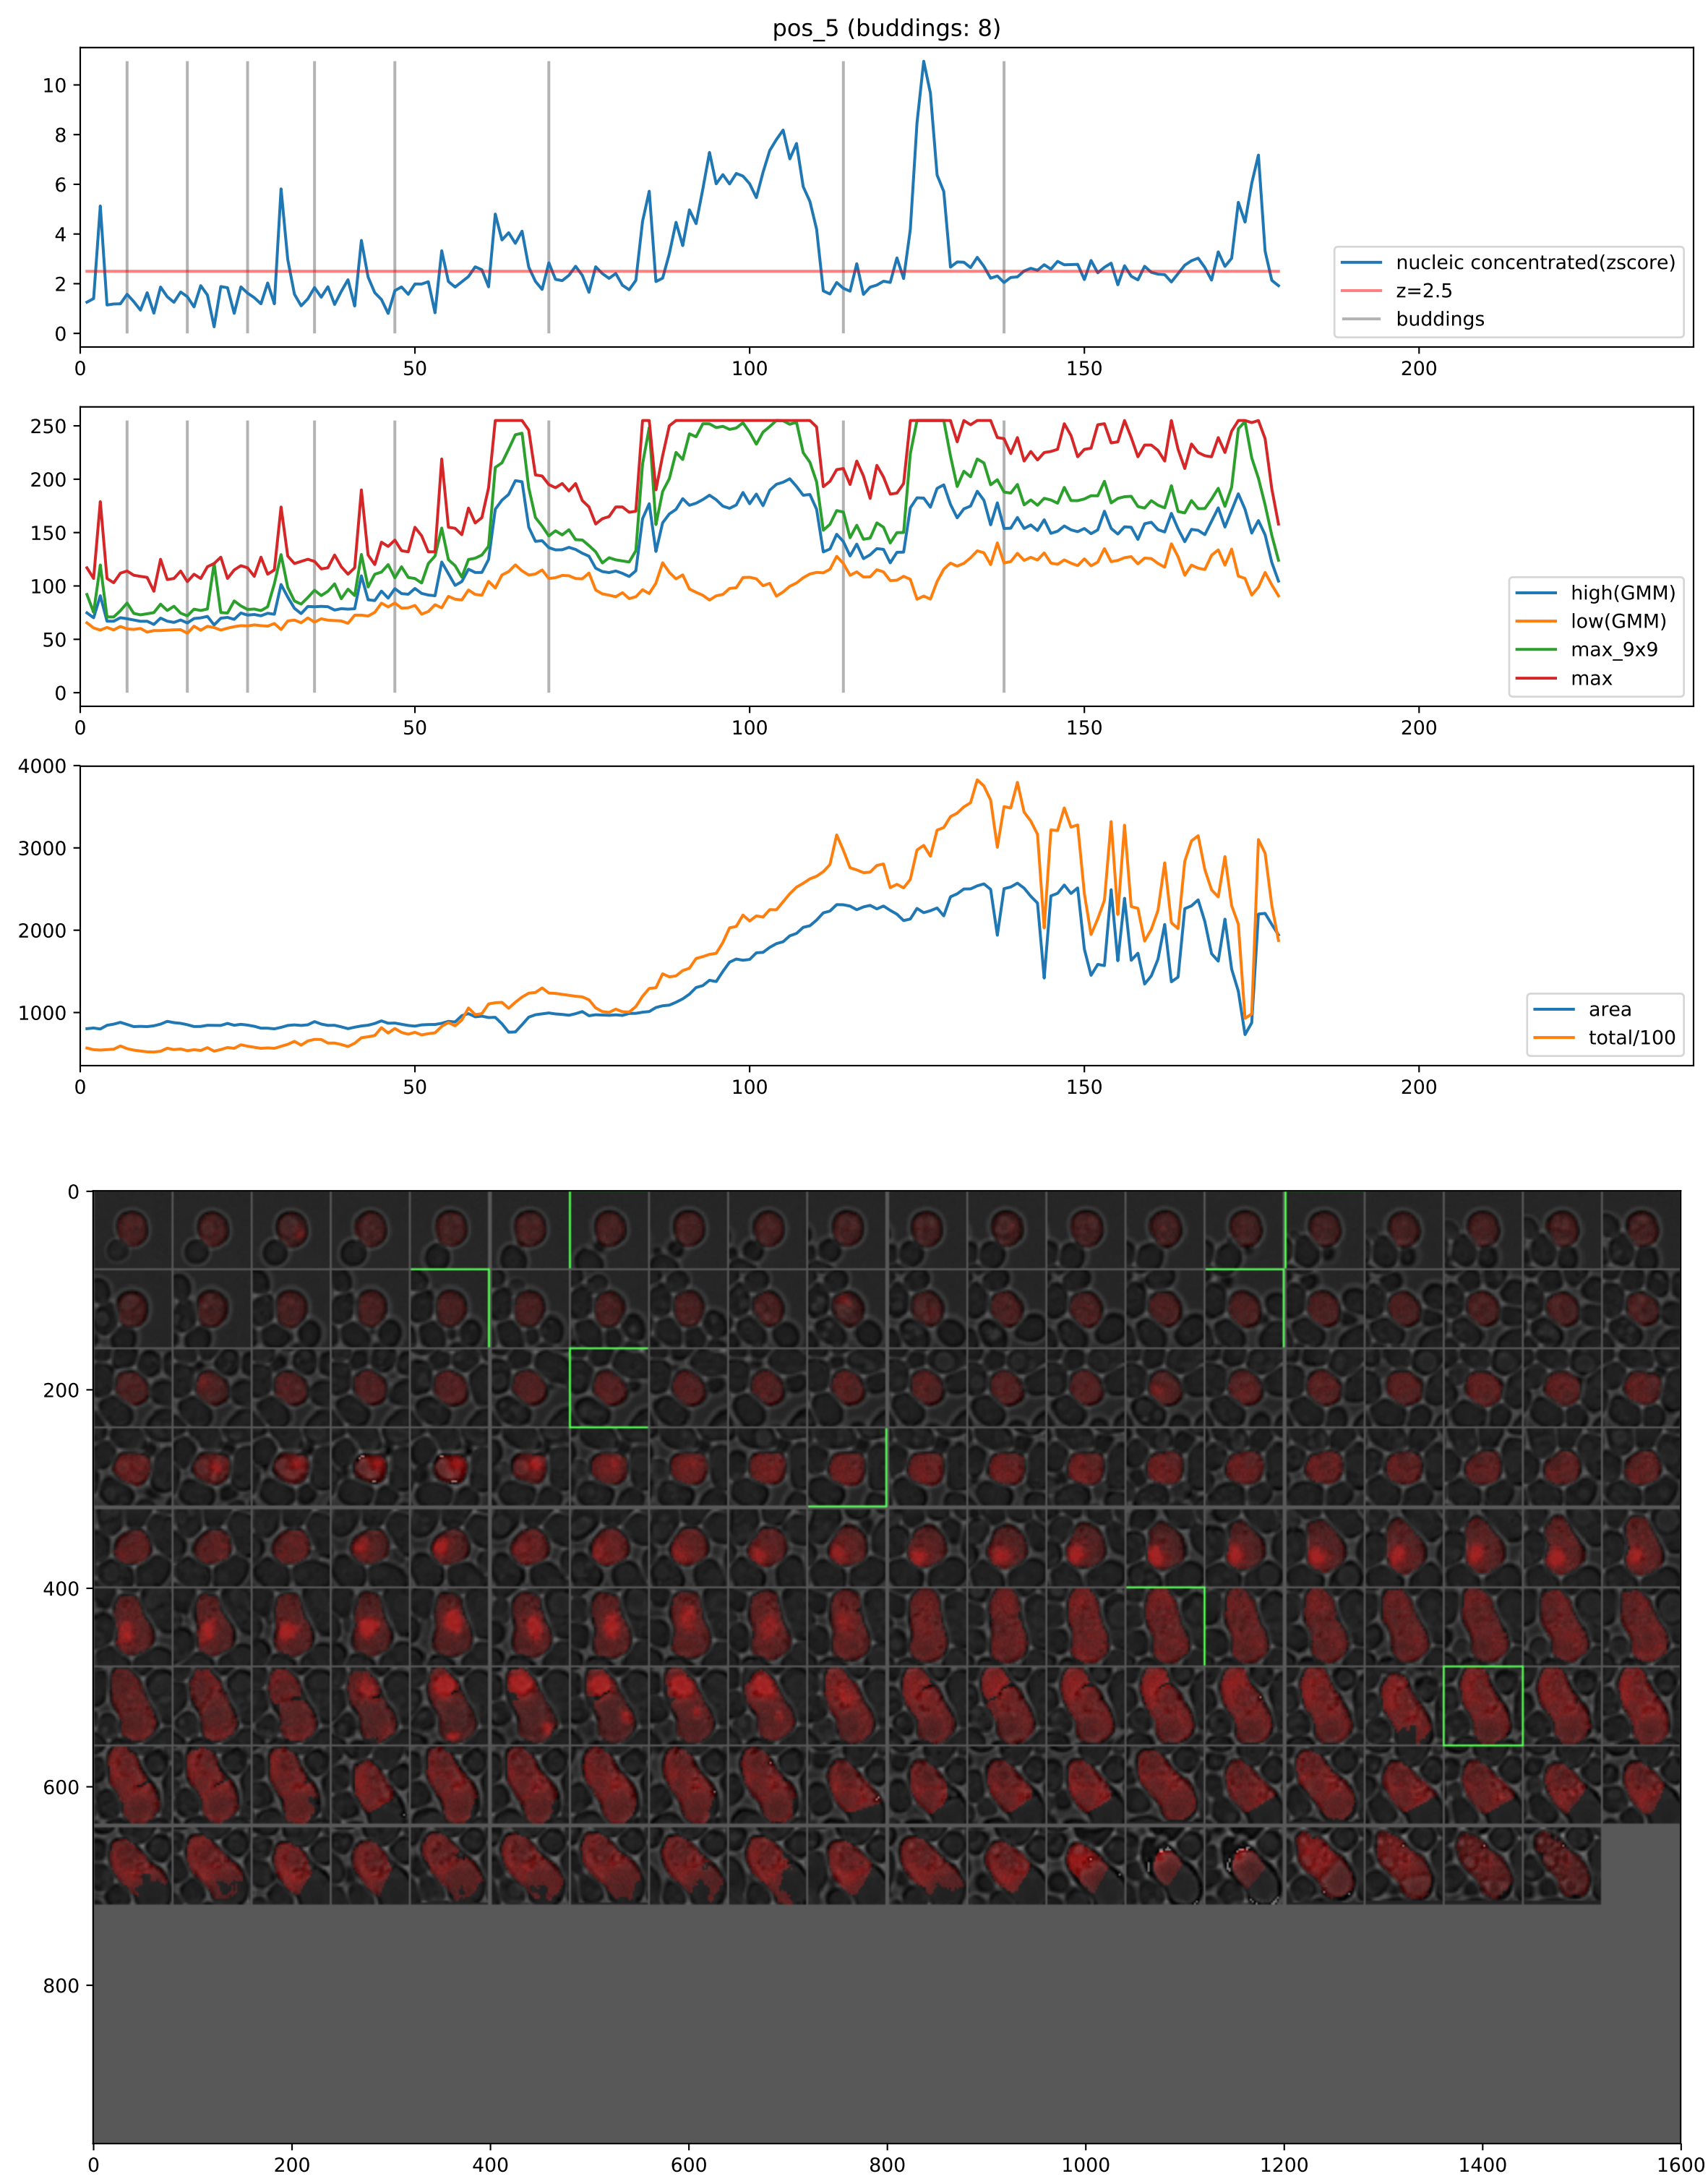 pos_5 (buddings: 8)
10
8
6
4
2
0
nucleic concentrated(zscore)
z=2.5
buddings
0 50 100 150 200
250
200
150
100
50
0
high(GMM)
low(GMM)
max_9x9
max
0 50 100 150 200
4000
3000
2000
1000
area
total/100
0 50 100 150 200
0
200
400
600
800
0 200 400 600 800 1000 1200 1400 1600